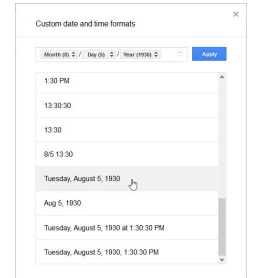 Custom date and time formats
×
Month (8) / Day (5) / Year (1930) Apply
1:30 PM
13:30:30
13:30
8/5 13:30
Tuesday, August 5, 1930
Aug 5, 1930
Tuesday, August 5, 1930 at 1:30:30 PM
Tuesday, August 5, 1930, 1:30:30 PM